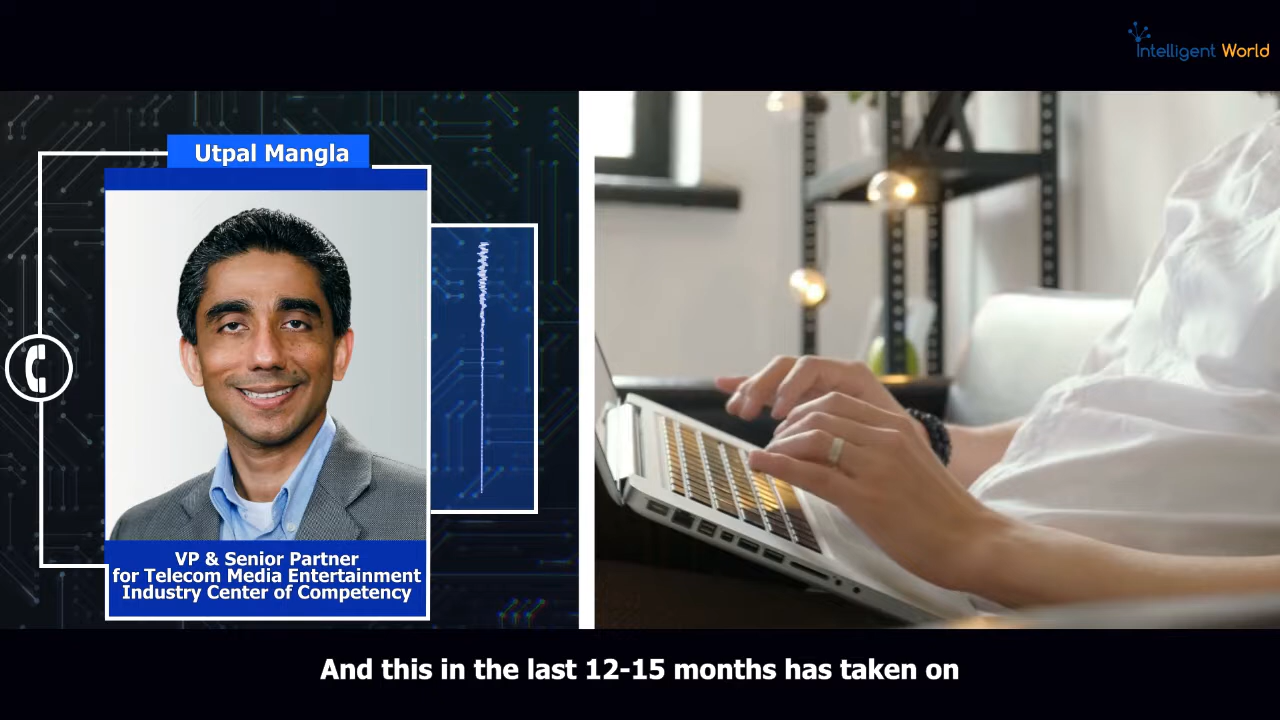 Intelligent World
Utpal Mangla
VP & Senior Partner
for Telecom Media Entertainment
Industry Center of Competency
And this in the last 12-15 months has taken on